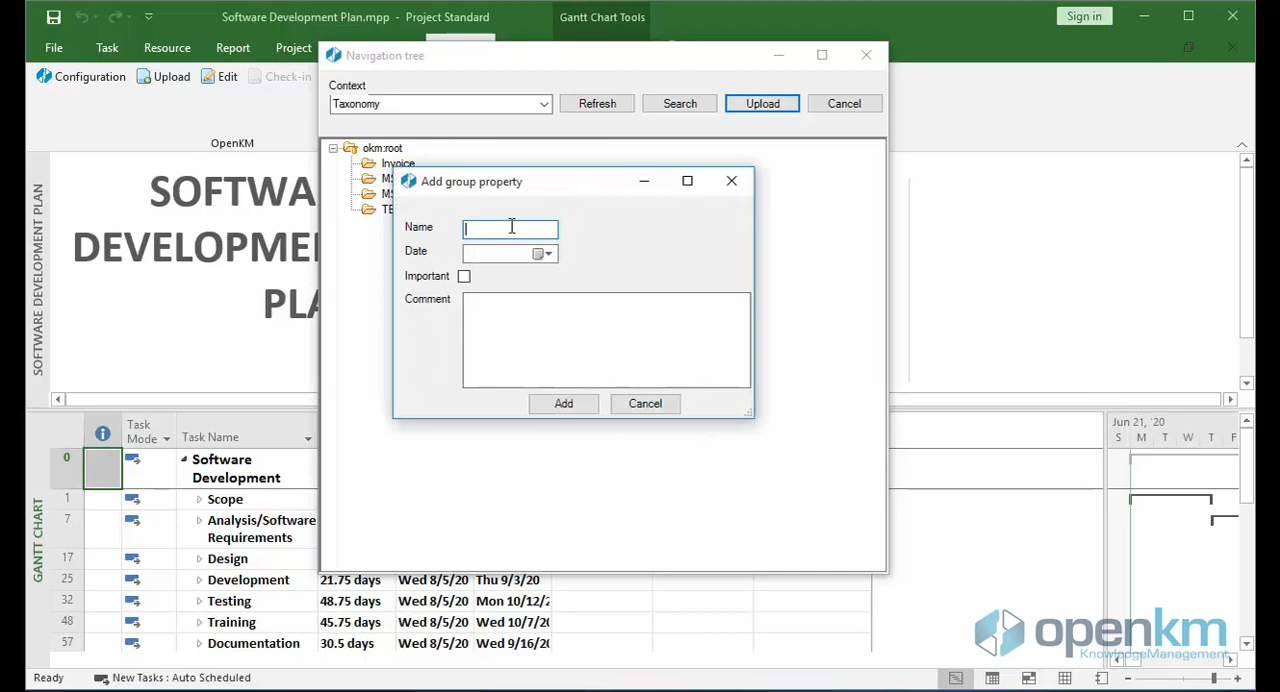 Software Development Plan.mpp - Project Standard
Gantt Chart Tools
Sign in
File Task Resource Report Project
Configuration Upload Edit Check-in
OpenKM
Navigation tree
Context
Taxonomy
Refresh Search Upload Cancel
okm:root
Invoice
Add group property
Name
Date
Important
Comment
Add Cancel
SOFTWARE DEVELOPMENT PLAN
SOFTWA
DEVELOPME
PLA
Task Mode
Task Name
Jun 21, '20
S M T W T F
0 Software Development
1 Scope
7 Analysis/Software Requirements
17 Design
25 Development 21.75 days Wed 8/5/20 Thu 9/3/20
32 Testing 48.75 days Wed 8/5/20 Mon 10/12/2
48 Training 45.75 days Wed 8/5/20 Wed 10/7/20
57 Documentation 30.5 days Wed 8/5/20 Wed 9/16/20
GANTT CHART
openkm
KnowledgeManagement
Ready New Tasks : Auto Scheduled